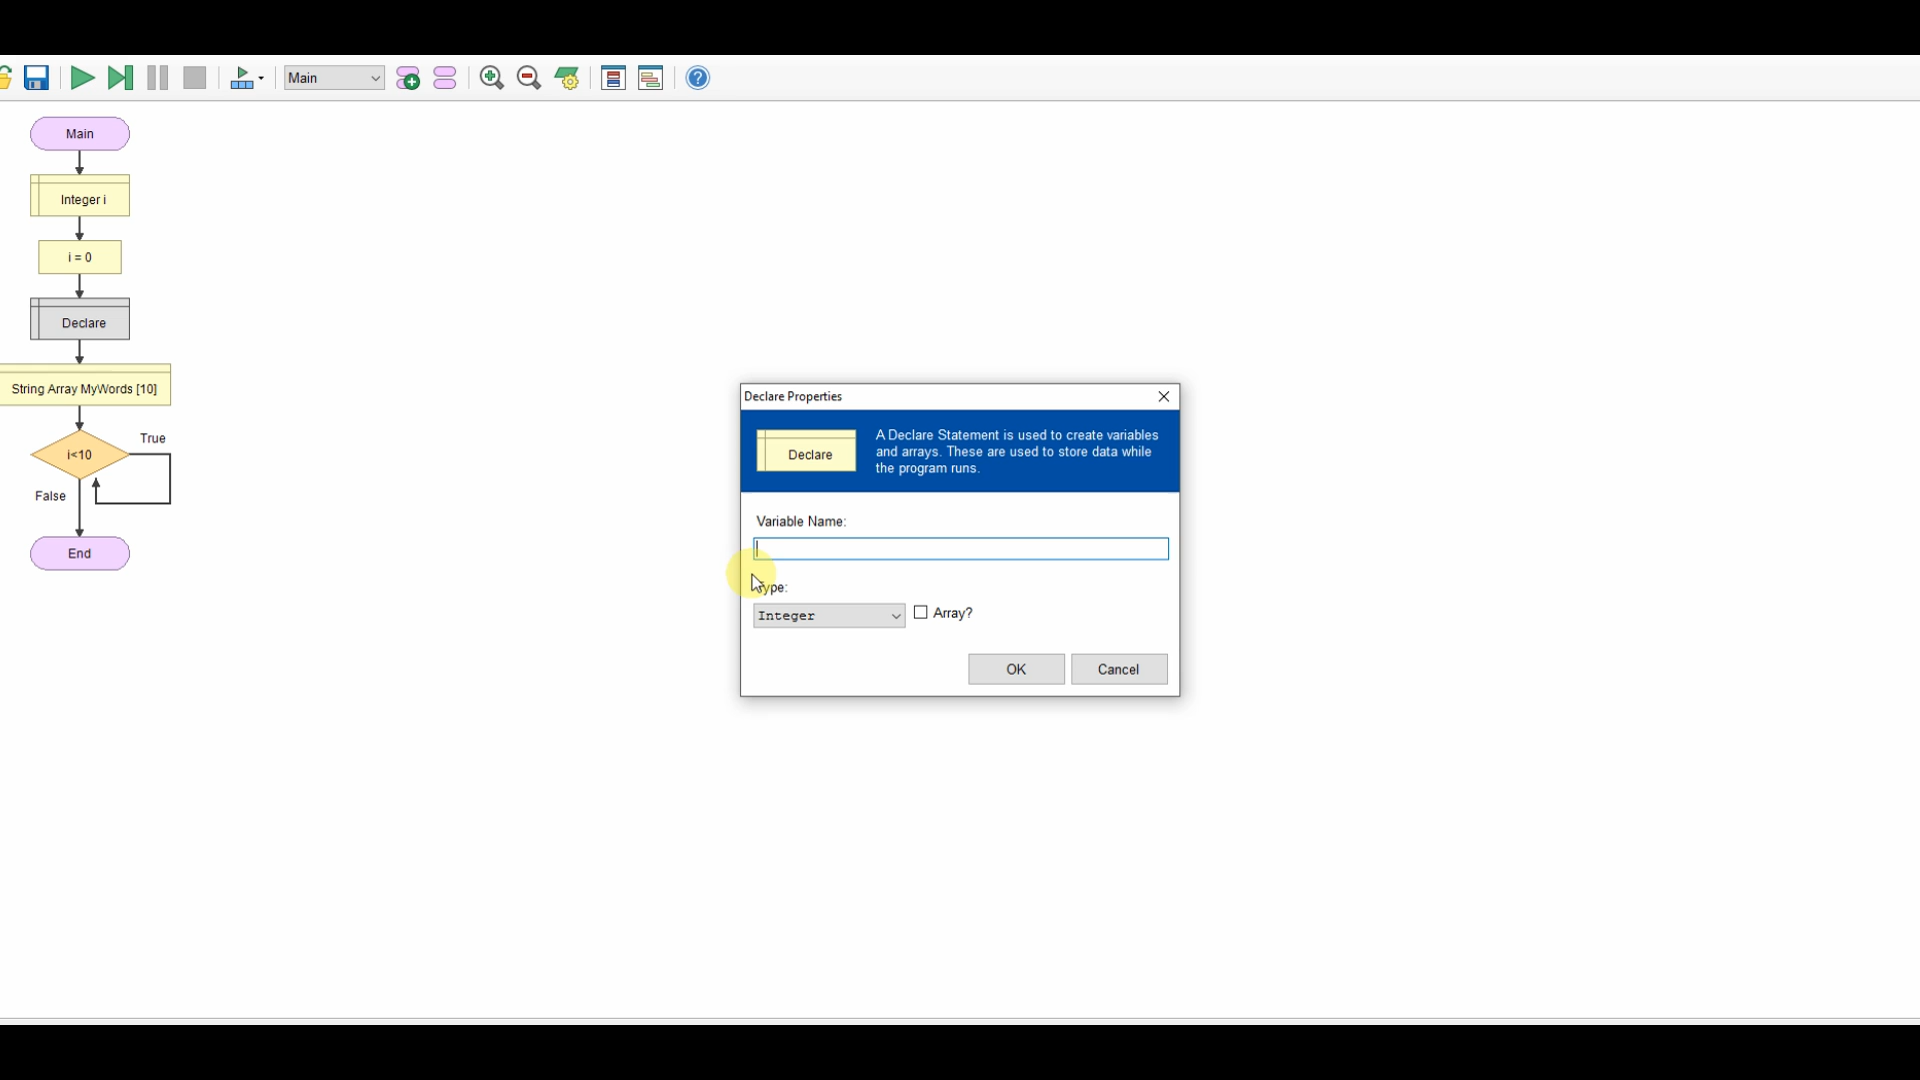 Main
Main
Integer i
i = 0
Declare
String Array MyWords [10]
True
i<10
False
End
Declare Properties
Declare
A Declare Statement is used to create variables
and arrays. These are used to store data while
the program runs.
Variable Name:
ype:
Integer
Array?
OK
Cancel